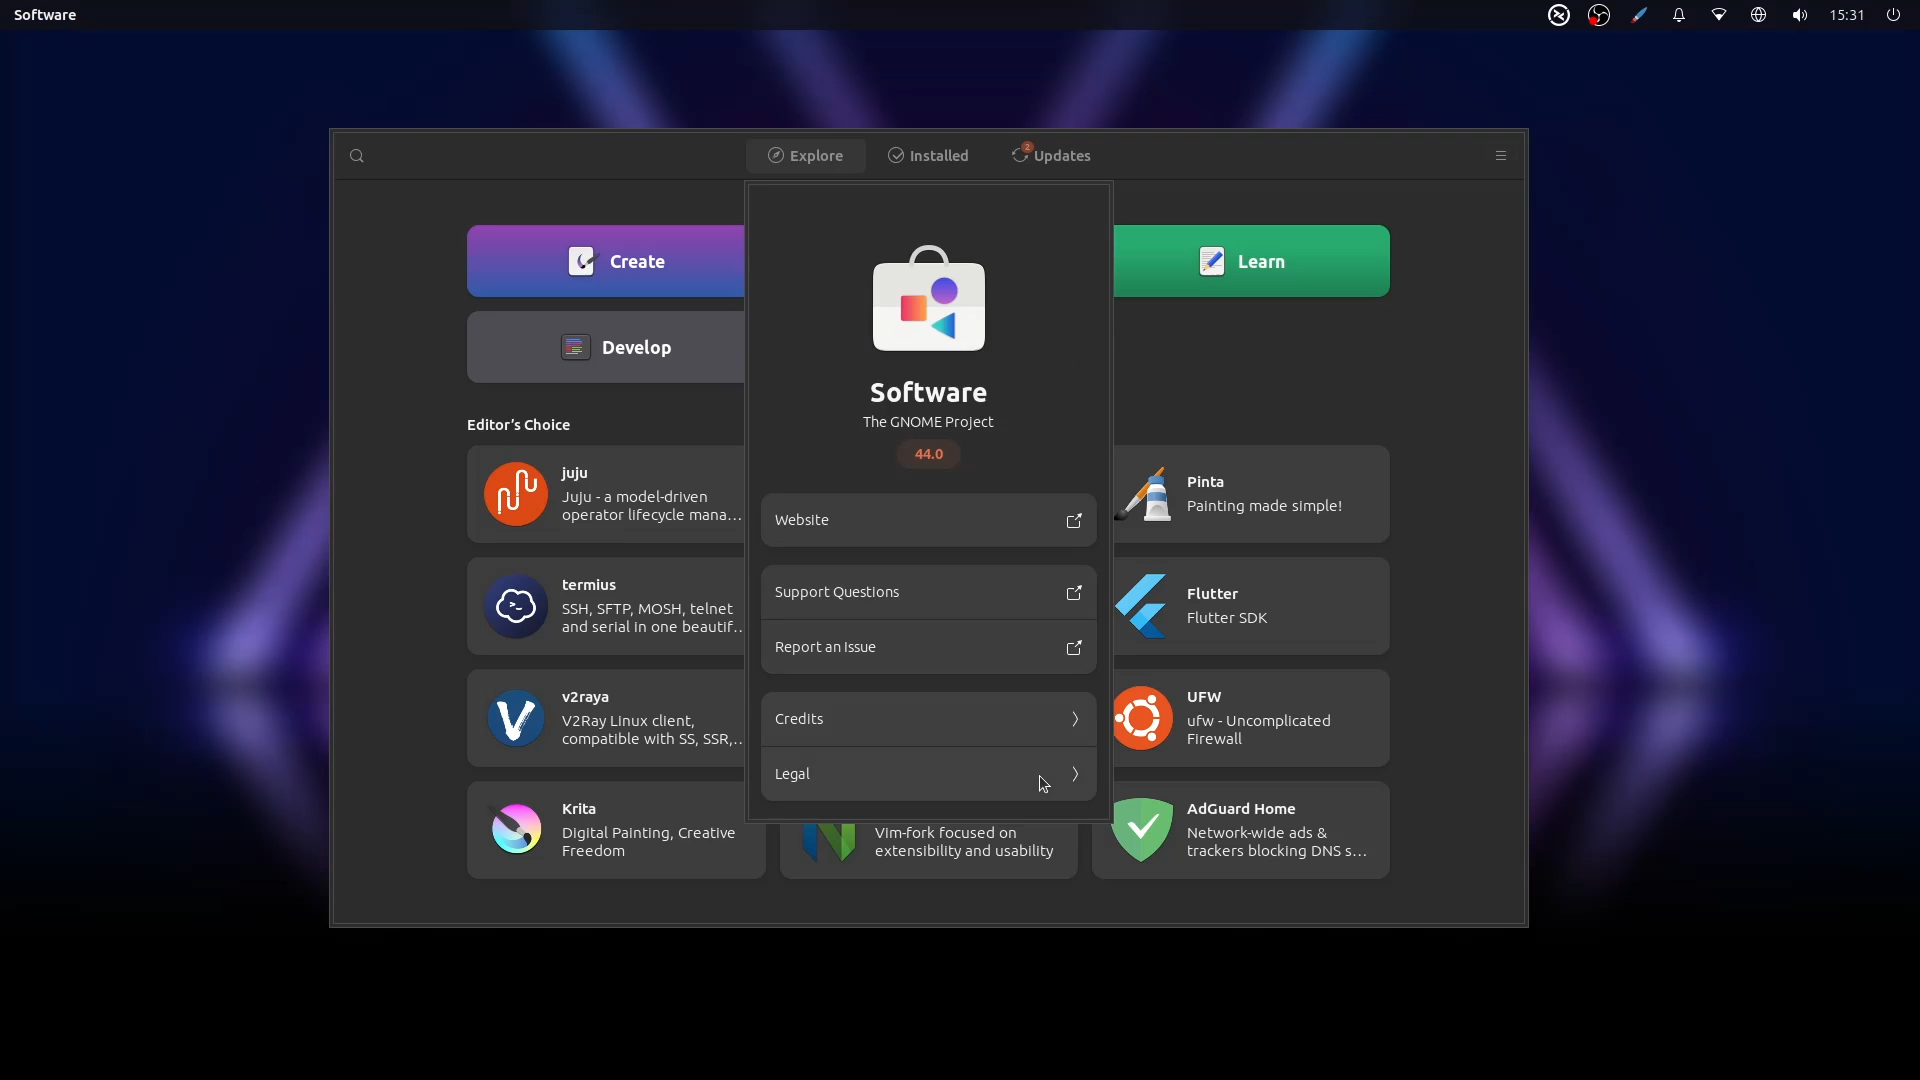 Software
15:31
Explore
Installed
2
Updates
Create
Learn
Develop
Software
The GNOME Project
44.0
Editor's Choice
juju
Juju - a model-driven
operator lifecycle mana…
Pinta
Painting made simple!
Website
termius
SSH, SFTP, MOSH, telnet
and serial in one beautif…
Support Questions
Report an Issue
Flutter
Flutter SDK
v2raya
V2Ray Linux client,
compatible with SS, SSR,…
Credits
Legal
UFW
ufw - Uncomplicated
Firewall
Krita
Digital Painting, Creative
Freedom
Vim-fork focused on
extensibility and usability
AdGuard Home
Network-wide ads &
trackers blocking DNS s…